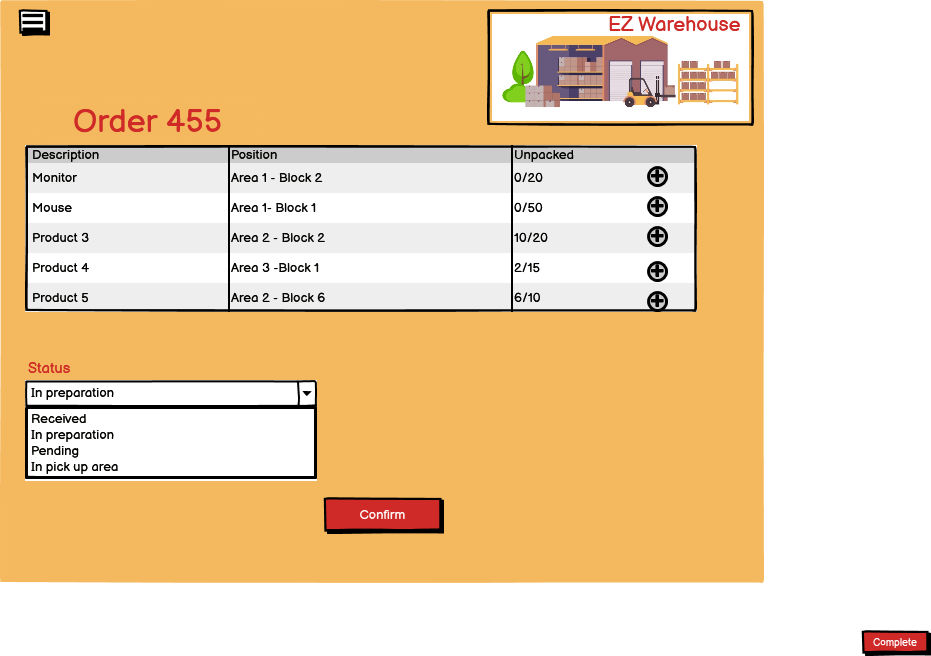 EZ Warehouse
Order 455
Description Position Unpacked
Monitor Area 1 - Block 2 0/20
Mouse Area 1- Block 1 0/50
Product 3 Area 2 - Block 2 10/20
Product 4 Area 3 -Block 1 2/15
Product 5 Area 2 - Block 6 6/10
Status
In preparation
Received
In preparation
Pending
In pick up area
Confirm
Complete